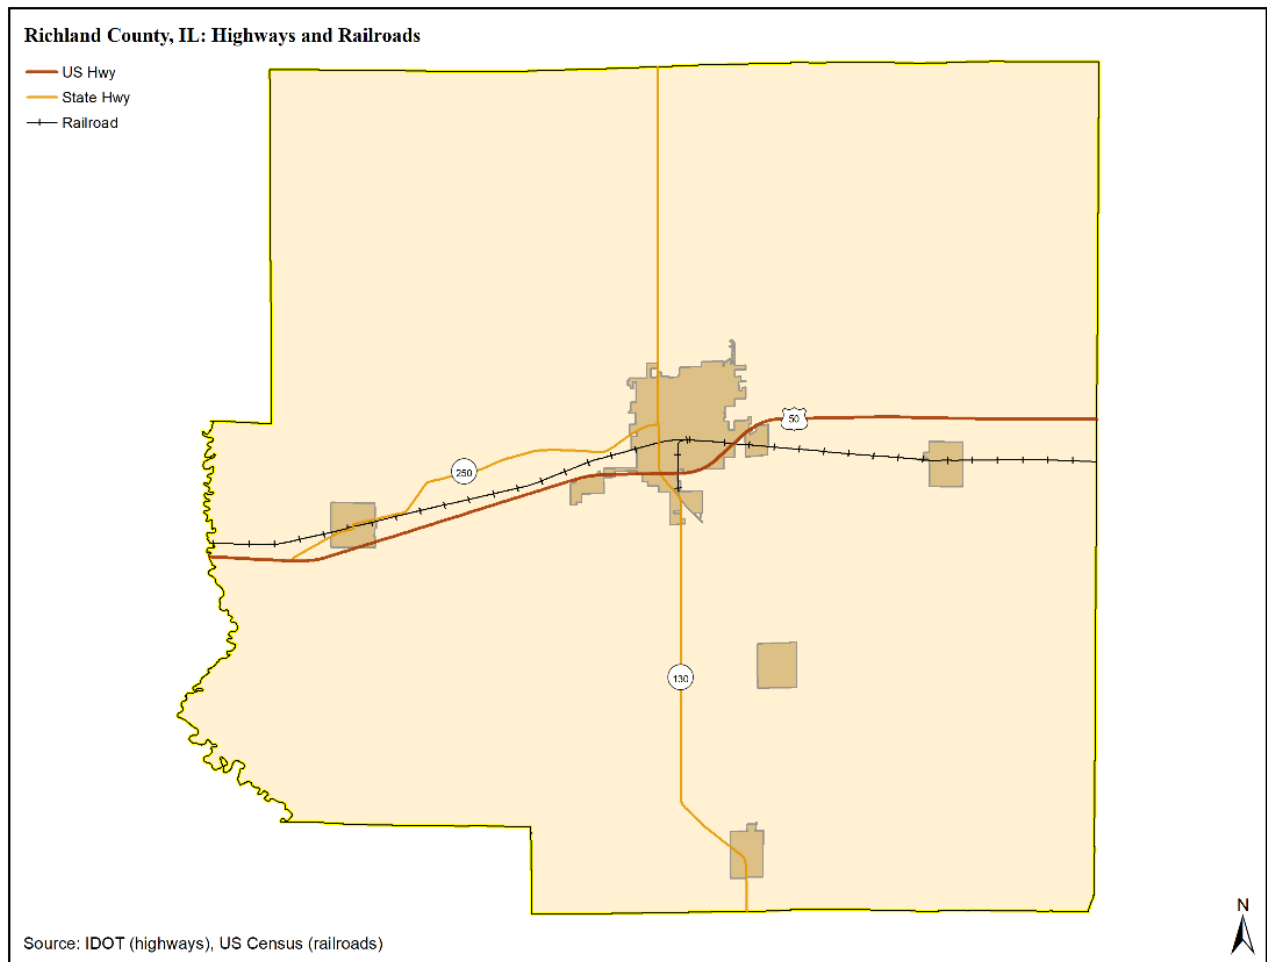 Richland County, IL: Highways and Railroads
US Hwy
State Hwy
Railroad
50
250
130
N
Source: IDOT (highways), US Census (railroads)